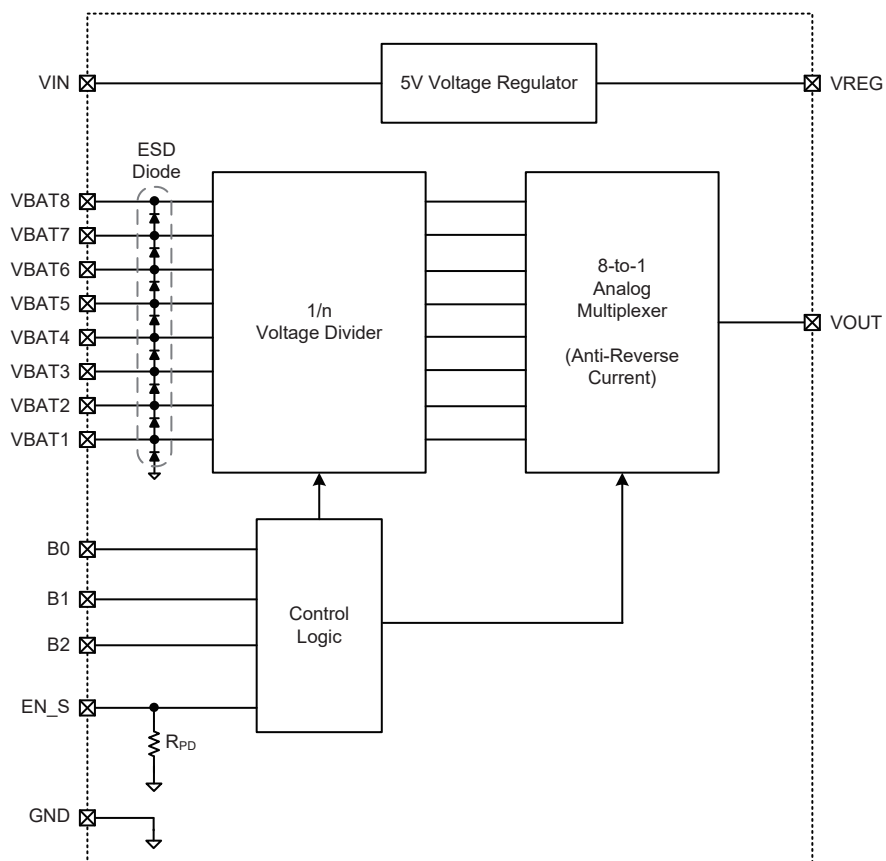 VIN
5V Voltage Regulator
VREG
ESD
Diode
VBAT8
VBAT7
VBAT6
VBAT5
VBAT4
VBAT3
VBAT2
VBAT1
1/n
Voltage Divider
8-to-1
Analog
Multiplexer
(Anti-Reverse
Current)
VOUT
B0
B1
B2
EN_S
Control
Logic
RPD
GND